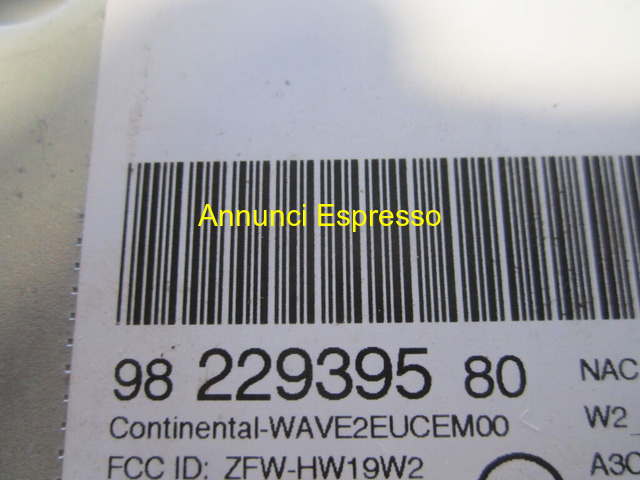 Annunci Espresso
98 229395 80
NAC
Continental-WAVE2EUCEM00
W2_
FCC ID: ZFW-HW19W2
A3C